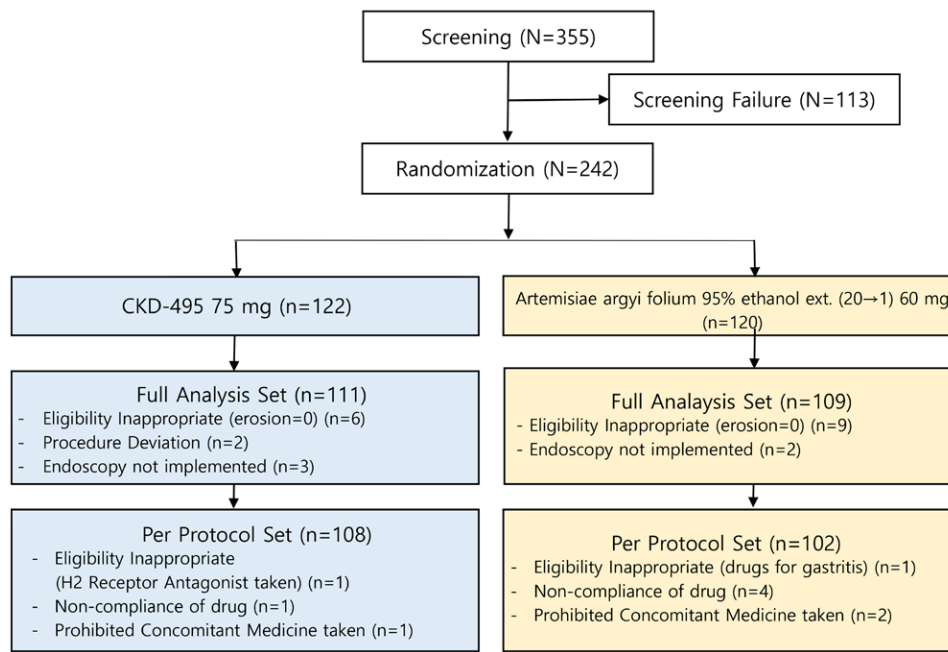 Screening (N=355)
Screening Failure (N=113)
Randomization (N=242)
CKD-495 75 mg (n=122)
Artemisiae argyi folium 95% ethanol ext. (20→1) 60 mg
(n=120)
Full Analysis Set (n=111)
- Eligibility Inappropriate (erosion=0) (n=6)
- Procedure Deviation (n=2)
- Endoscopy not implemented (n=3)
Full Analaysis Set (n=109)
- Eligibility Inappropriate (erosion=0) (n=9)
- Endoscopy not implemented (n=2)
Per Protocol Set (n=108)
- Eligibility Inappropriate
(H2 Receptor Antagonist taken) (n=1)
- Non-compliance of drug (n=1)
- Prohibited Concomitant Medicine taken (n=1)
Per Protocol Set (n=102)
- Eligibility Inappropriate (drugs for gastritis) (n=1)
- Non-compliance of drug (n=4)
- Prohibited Concomitant Medicine taken (n=2)